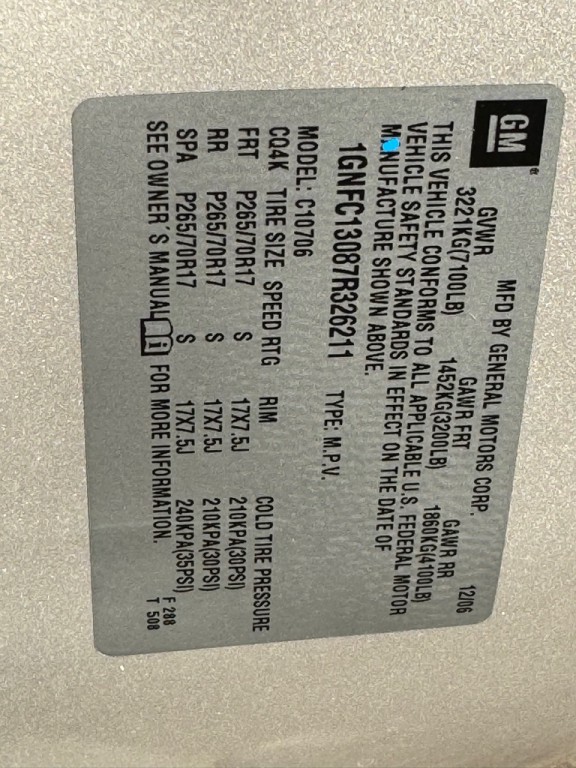 GM
MFD BY GENERAL MOTORS CORP. 12/06
GVWR GAWR FRT GAWR RR
3221KG(7100LB) 1452KG(3200LB) 1860KG(4100LB)
THIS VEHICLE CONFORMS TO ALL APPLICABLE U.S. FEDERAL MOTOR
VEHICLE SAFETY STANDARDS IN EFFECT ON THE DATE OF
MANUFACTURE SHOWN ABOVE.
1GNFC13087R326211 TYPE: M.P.V.
MODEL: C10706
CQ4K TIRE SIZE SPEED RTG RIM COLD TIRE PRESSURE
FRT P265/70R17 S 17X7.5J 210KPA(30PSI)
RR P265/70R17 S 17X7.5J 210KPA(30PSI)
SPA P265/70R17 S 17X7.5J 240KPA(35PSI)
SEE OWNER'S MANUAL i FOR MORE INFORMATION.
F 288
T 508